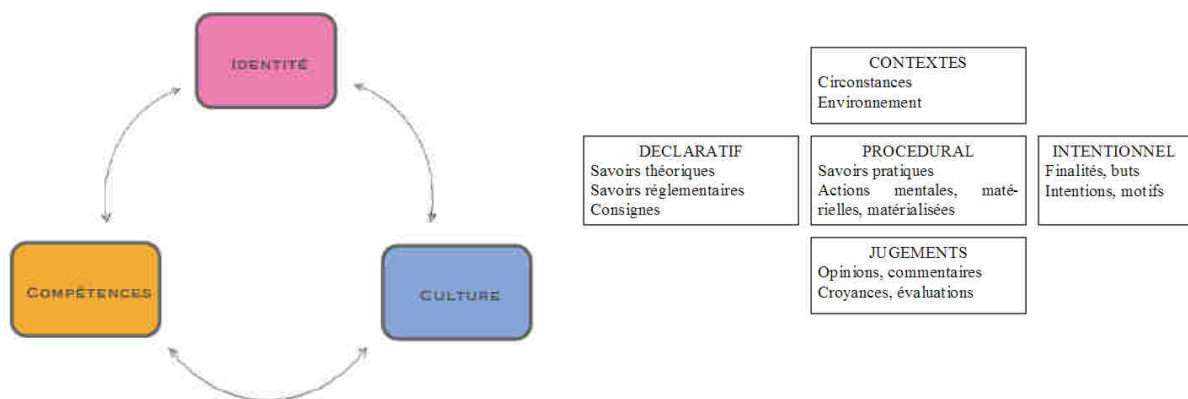 IDENTITÉ
COMPÉTENCES
CULTURE
CONTEXTES
Circonstances
Environnement
DECLARATIF
Savoirs théoriques
Savoirs réglementaires
Consignes
PROCEDURAL
Savoirs pratiques
Actions mentales, maté-
rielles, matérialisées
INTENTIONNEL
Finalités, buts
Intentions, motifs
JUGEMENTS
Opinions, commentaires
Croyances, évaluations